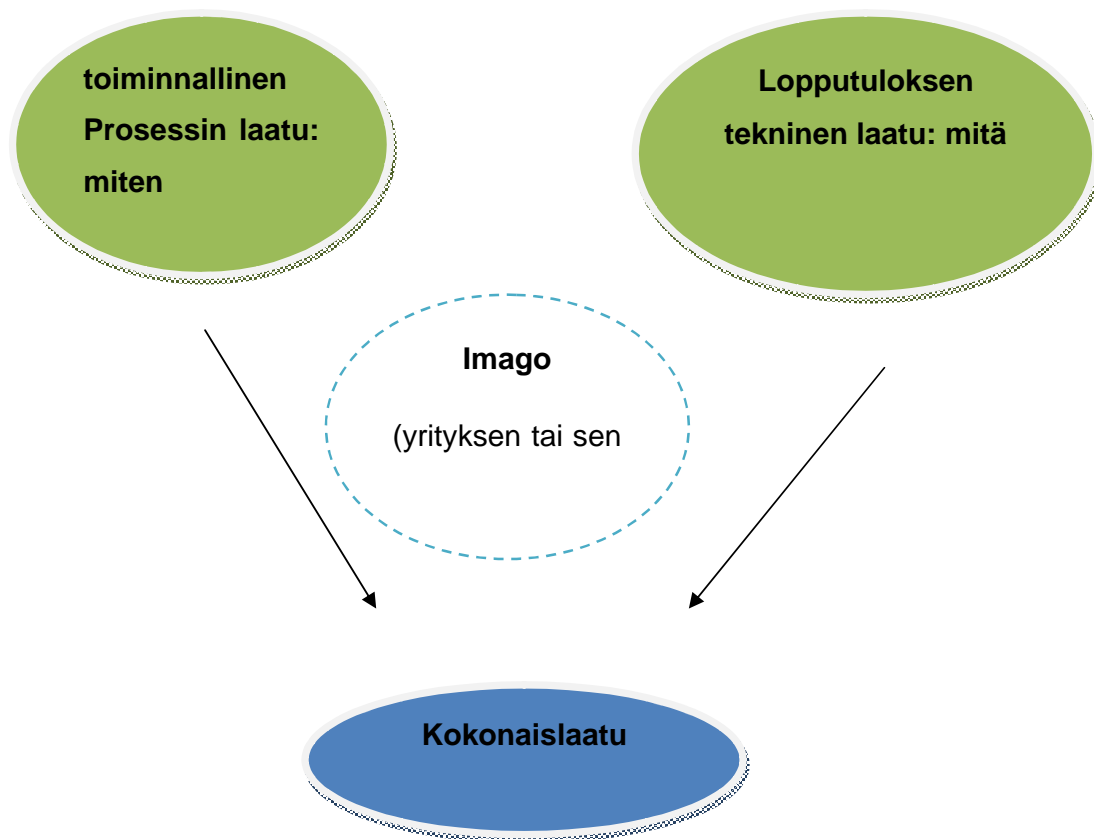 toiminnallinen
Prosessin laatu:
miten
Lopputuloksen
tekninen laatu: mitä
Imago
(yrityksen tai sen
Kokonaislaatu